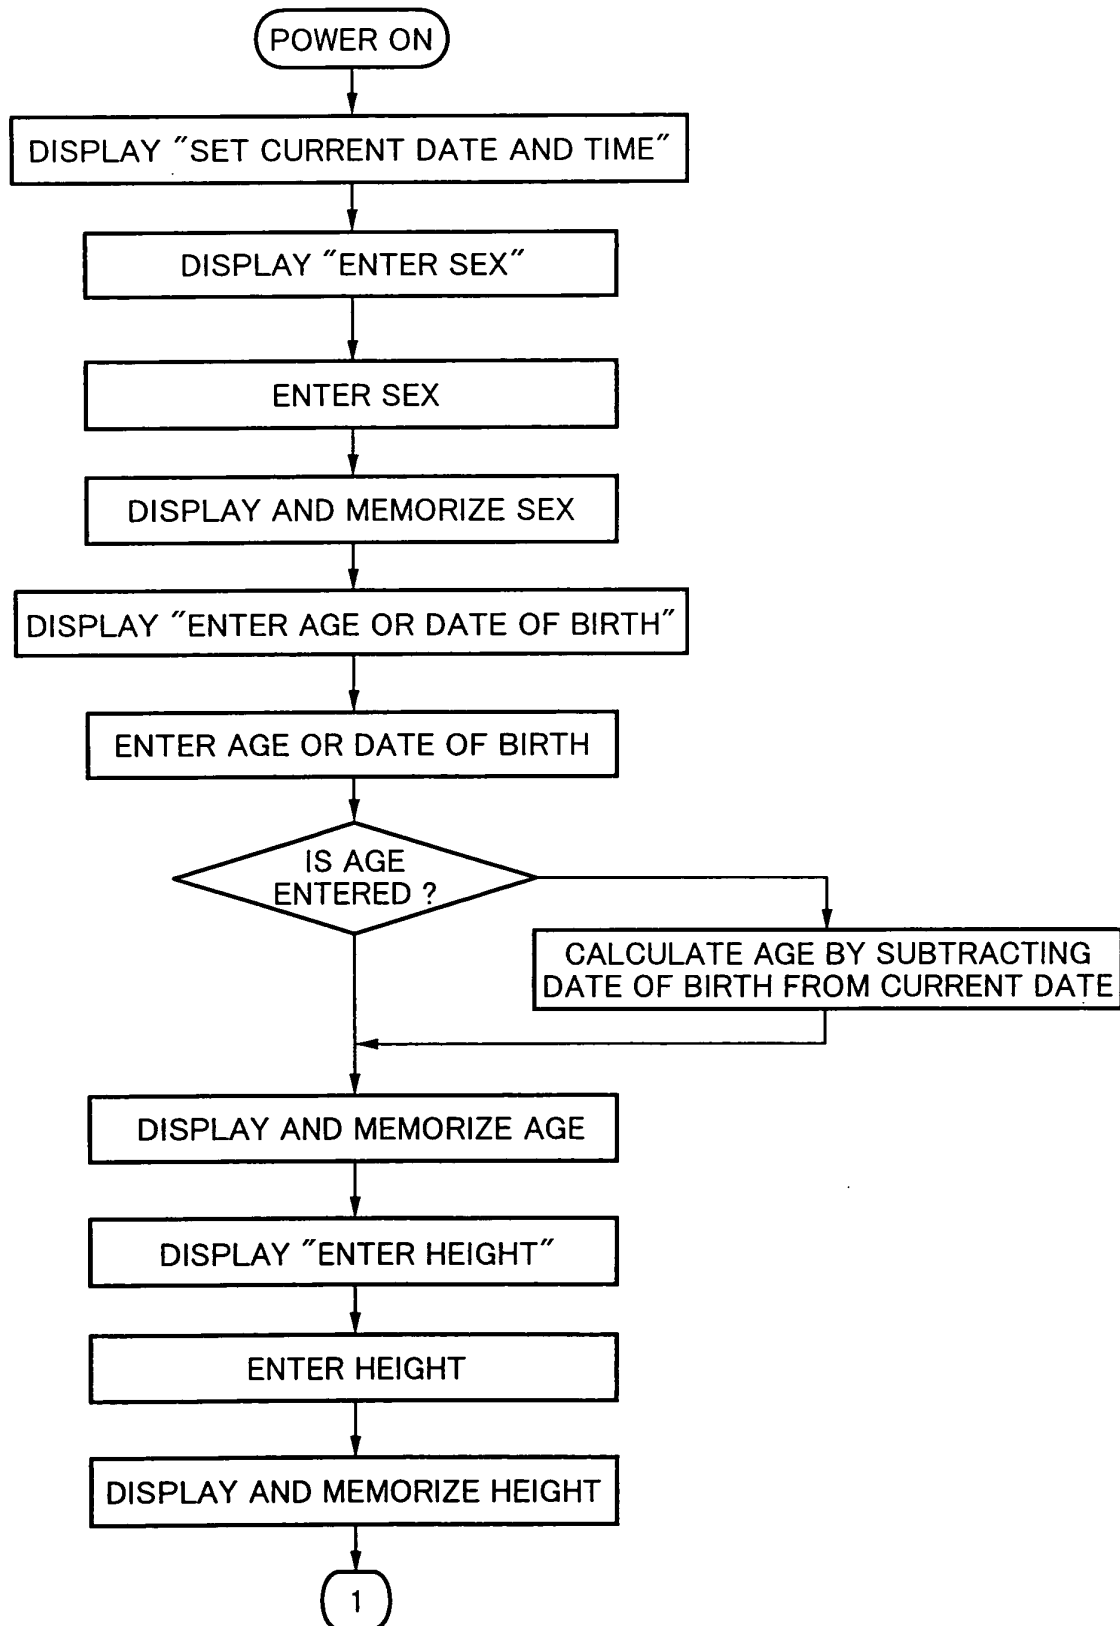 POWER ON
DISPLAY "SET CURRENT DATE AND TIME"
DISPLAY "ENTER SEX"
ENTER SEX
DISPLAY AND MEMORIZE SEX
DISPLAY "ENTER AGE OR DATE OF BIRTH"
ENTER AGE OR DATE OF BIRTH
IS AGE
ENTERED ?
CALCULATE AGE BY SUBTRACTING
DATE OF BIRTH FROM CURRENT DATE
DISPLAY AND MEMORIZE AGE
DISPLAY "ENTER HEIGHT"
ENTER HEIGHT
DISPLAY AND MEMORIZE HEIGHT
1